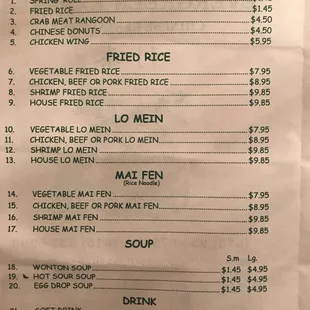 1. SPRING ROLL
2. FRIED RICE $1.45
3. CRAB MEAT RANGOON $4.50
4. CHINESE DONUTS $4.50
5. CHICKEN WING $5.95
FRIED RICE
6. VEGETABLE FRIED RICE $7.95
7. CHICKEN, BEEF OR PORK FRIED RICE $8.95
8. SHRIMP FRIED RICE $9.85
9. HOUSE FRIED RICE $9.85
LO MEIN
10. VEGETABLE LO MEIN $7.95
11. CHICKEN, BEEF OR PORK LO MEIN $8.95
12. SHRIMP LO MEIN $9.85
13. HOUSE LO MEIN $9.85
MAI FEN
(Rice Noodle)
14. VEGETABLE MAI FEN $7.95
15. CHICKEN, BEEF OR PORK MAI FEN $8.95
16. SHRIMP MAI FEN $9.85
17. HOUSE MAI FEN $9.85
SOUP
S.m Lg.
18. WONTON SOUP $1.45 $4.95
19. HOT SOUR SOUP $1.45 $4.95
20. EGG DROP SOUP $1.45 $4.95
DRINK